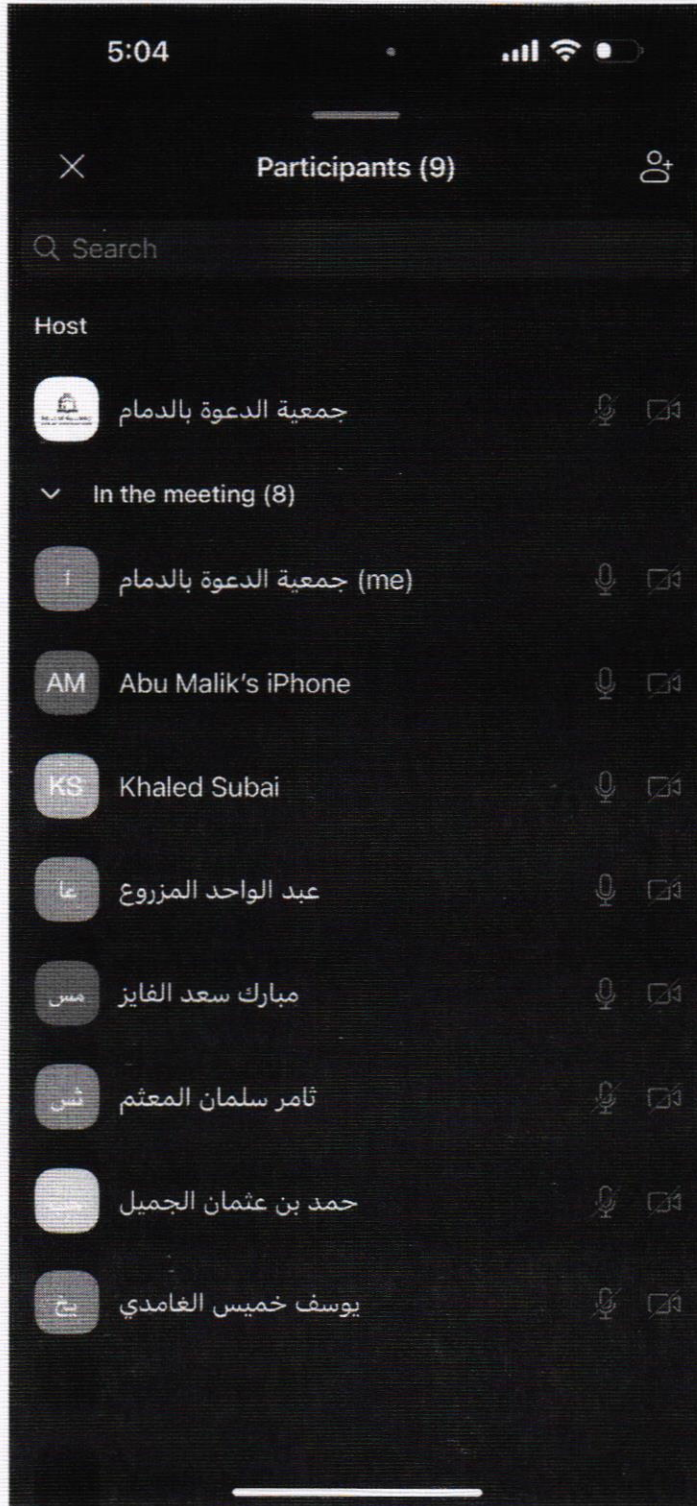 5:04
Participants (9)
Search
Host
جمعية الدعوة بالدمام
In the meeting (8)
جمعية الدعوة بالدمام (me)
AM Abu Malik's iPhone
KS Khaled Subai
عا عبد الواحد المزروع
مس مبارك سعد الفايز
ثس ثامر سلمان المعثم
حمد بن عثمان الجميل
يخ يوسف خميس الغامدي